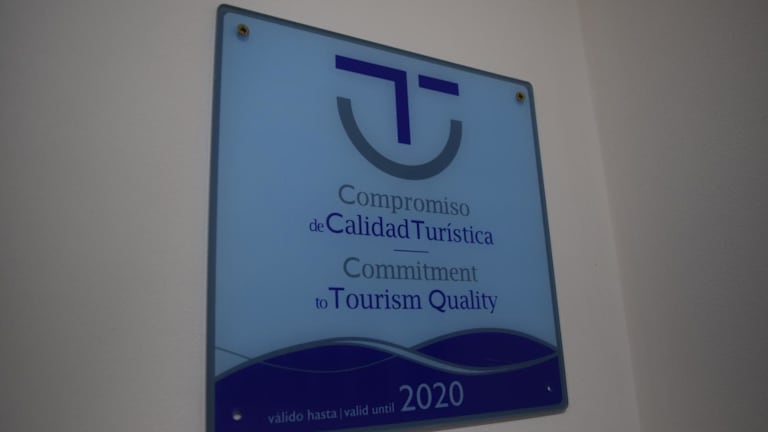 Compromiso
de Calidad Turística
Commitment
to Tourism Quality
válido hasta | valid until 2020